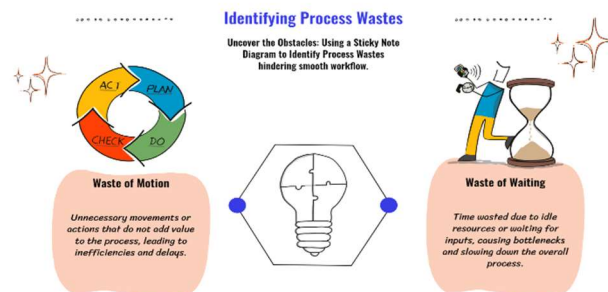 Identifying Process Wastes
Uncover the Obstacles: Using a Sticky Note
Diagram to Identify Process Wastes
hindering smooth workflow.
ACT
PLAN
CHECK
DO
Waste of Motion
Unnecessary movements or
actions that do not add value
to the process, leading to
inefficiencies and delays.
Waste of Waiting
Time wasted due to idle
resources or waiting for
inputs, causing bottlenecks
and slowing down the overall
process.